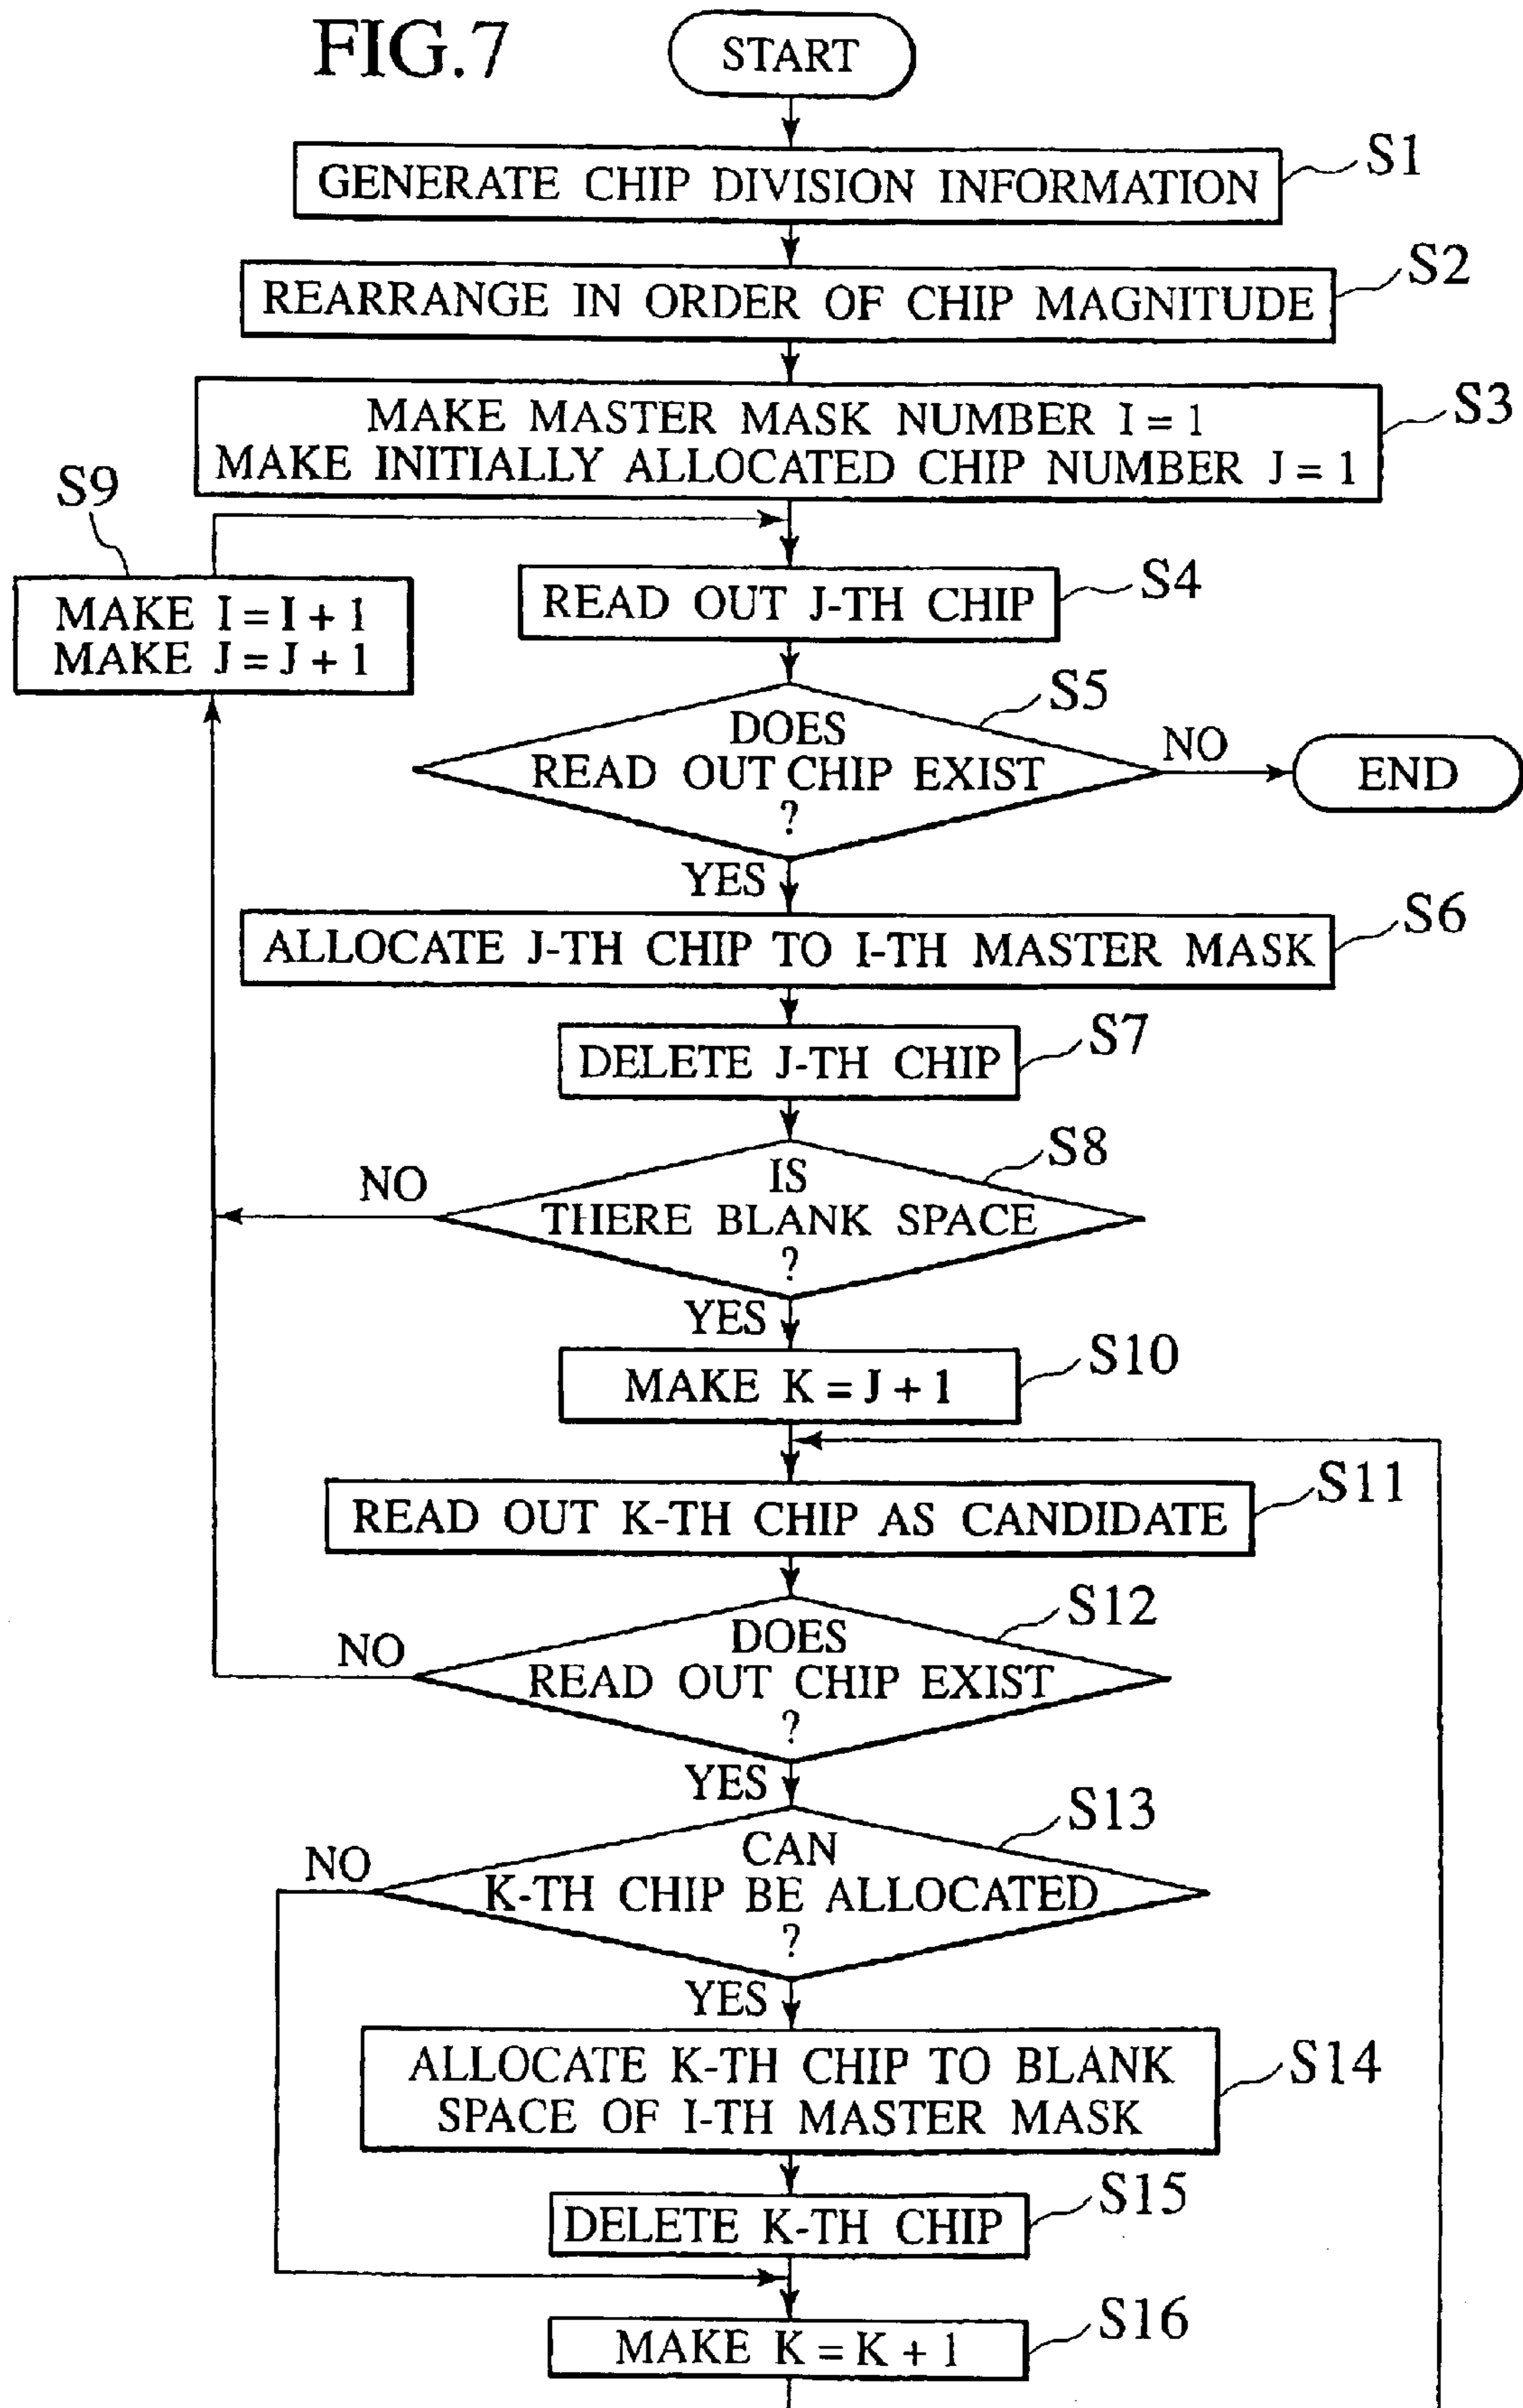 FIG.7
START
GENERATE CHIP DIVISION INFORMATION
S1
REARRANGE IN ORDER OF CHIP MAGNITUDE
S2
MAKE MASTER MASK NUMBER I = 1
MAKE INITIALLY ALLOCATED CHIP NUMBER J = 1
S3
S9
MAKE I = I + 1
MAKE J = J + 1
READ OUT J-TH CHIP
S4
DOES
READ OUT CHIP EXIST
?
S5
NO
END
YES
ALLOCATE J-TH CHIP TO I-TH MASTER MASK
S6
DELETE J-TH CHIP
S7
IS
THERE BLANK SPACE
?
S8
NO
YES
MAKE K = J + 1
S10
READ OUT K-TH CHIP AS CANDIDATE
S11
DOES
READ OUT CHIP EXIST
?
S12
NO
YES
CAN
K-TH CHIP BE ALLOCATED
?
S13
NO
YES
ALLOCATE K-TH CHIP TO BLANK
SPACE OF I-TH MASTER MASK
S14
DELETE K-TH CHIP
S15
MAKE K = K + 1
S16